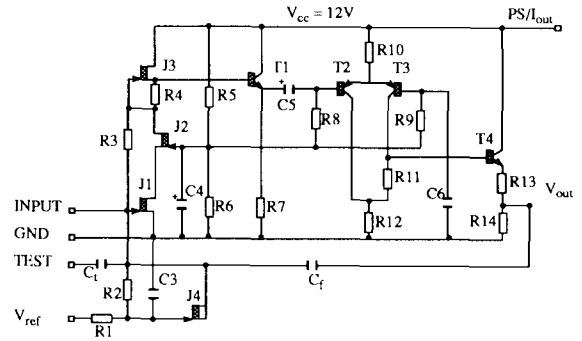 Vcc = 12V
PS/Iout
J3
R10
T1
T2
T3
R4
C5
R5
R8
R9
R3
J2
T4
J1
C4
R11
R13
Vout
INPUT
R6
R7
C6
R12
R14
GND
TEST
Ct
C3
Cf
R2
J4
Vref
R1